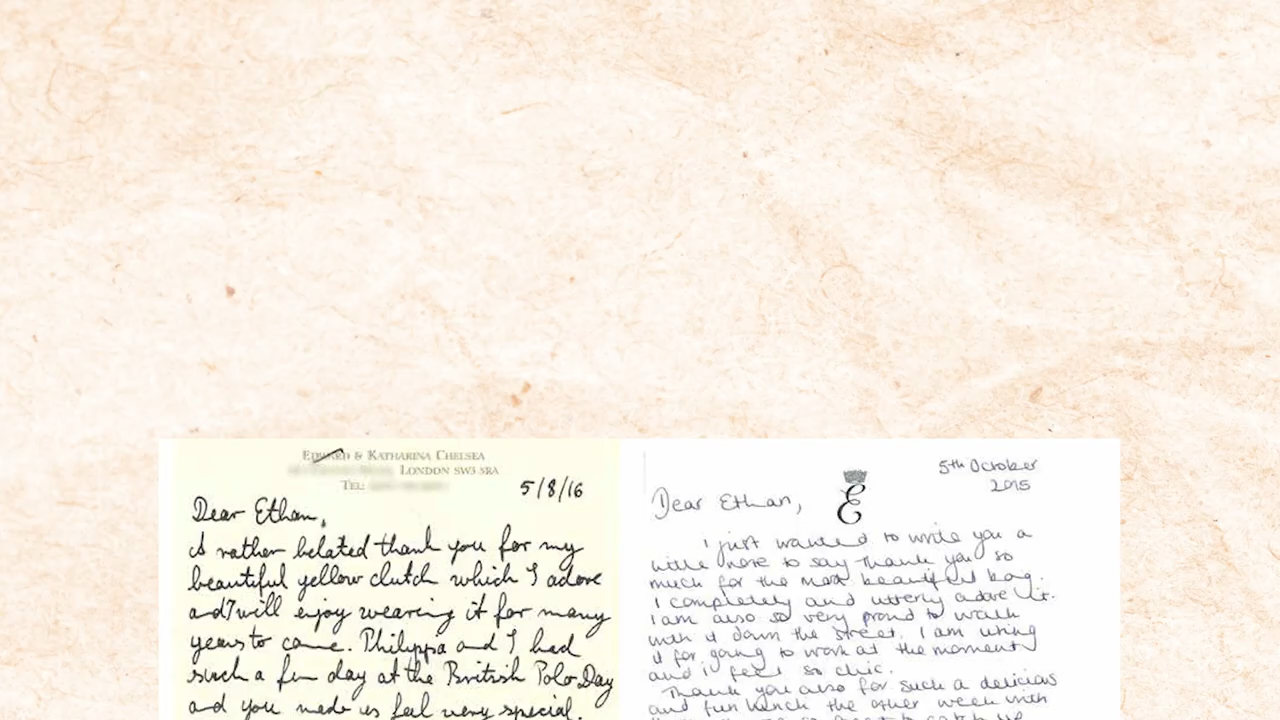 EDWARD & KATHARINA CHELSEA
LONDON SW3 5RA
TEL:
5/8/16
Dear Ethan,
A rather belated thank you for my
beautiful yellow clutch which I adore
and I will enjoy wearing it for many
years to come. Philippa and I had
such a fun day at the British Polo Day
and you made us feel very special.
5th October
2015
E
Dear Ethan,
I just wanted to write you a
little note to say thank you so
much for the most beautiful bag.
I completely and utterly adore it.
I am also so very proud to walk
with it down the street. I am using
it for going to work at the moment
and I feel so chic.
Thank you also for such a delicious
and fun lunch the other week with